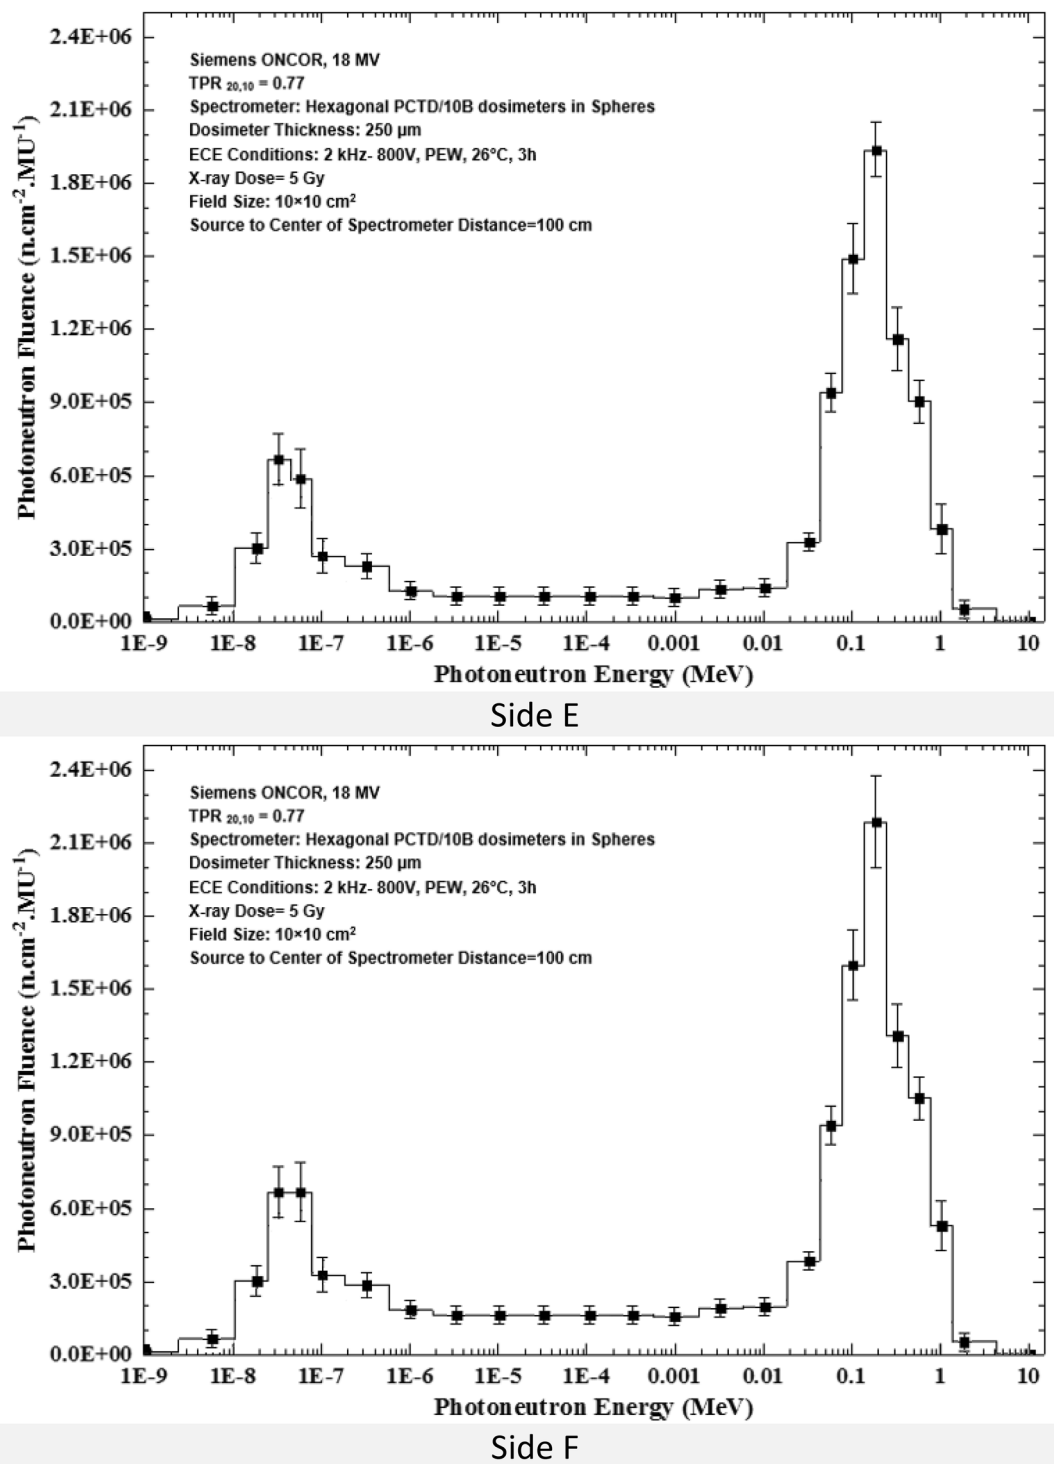 2.4E+06
2.1E+06
1.8E+06
1.5E+06
1.2E+06
9.0E+05
6.0E+05
3.0E+05
0.0E+00
Photoneutron Fluence (n.cm⁻².MU⁻¹)
Siemens ONCOR, 18 MV
TPR 20,10 = 0.77
Spectrometer: Hexagonal PCTD/10B dosimeters in Spheres
Dosimeter Thickness: 250 µm
ECE Conditions: 2 kHz- 800V, PEW, 26°C, 3h
X-ray Dose= 5 Gy
Field Size: 10×10 cm²
Source to Center of Spectrometer Distance=100 cm
1E-9 1E-8 1E-7 1E-6 1E-5 1E-4 0.001 0.01 0.1 1 10
Photoneutron Energy (MeV)
Side E
2.4E+06
2.1E+06
1.8E+06
1.5E+06
1.2E+06
9.0E+05
6.0E+05
3.0E+05
0.0E+00
Photoneutron Fluence (n.cm⁻².MU⁻¹)
Siemens ONCOR, 18 MV
TPR 20,10 = 0.77
Spectrometer: Hexagonal PCTD/10B dosimeters in Spheres
Dosimeter Thickness: 250 µm
ECE Conditions: 2 kHz- 800V, PEW, 26°C, 3h
X-ray Dose= 5 Gy
Field Size: 10×10 cm²
Source to Center of Spectrometer Distance=100 cm
1E-9 1E-8 1E-7 1E-6 1E-5 1E-4 0.001 0.01 0.1 1 10
Photoneutron Energy (MeV)
Side F